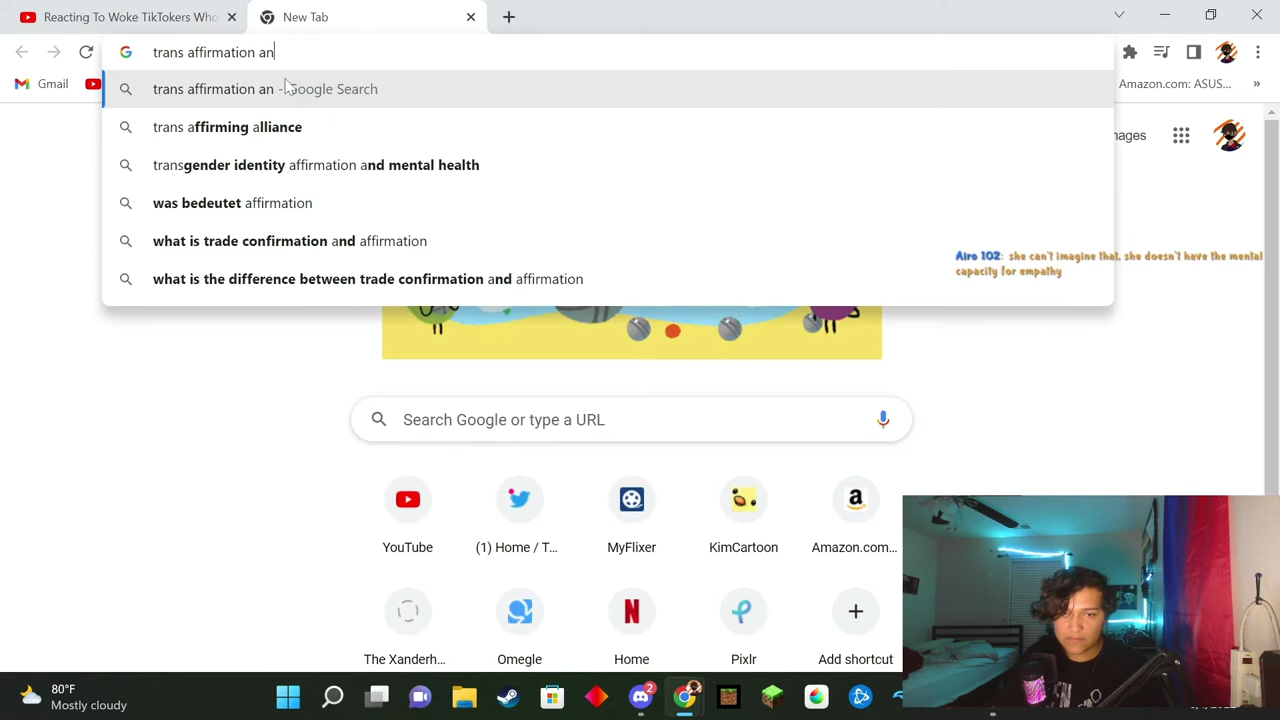 Reacting To Woke TikTokers Who
New Tab
trans affirmation an
Gmail
Amazon.com: ASUS...
trans affirmation an - Google Search
trans affirming alliance
transgender identity affirmation and mental health
was bedeutet affirmation
what is trade confirmation and affirmation
what is the difference between trade confirmation and affirmation
Airo 102: she can't imagine that, she doesn't have the mental
capacity for empathy
Search Google or type a URL
YouTube
(1) Home / T...
MyFlixer
KimCartoon
Amazon.com...
The Xanderh...
Omegle
Home
Pixlr
Add shortcut
80°F
Mostly cloudy
2